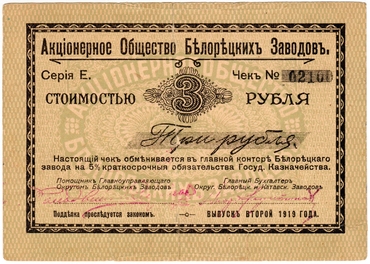 Акціонерное Общество Бѣлорѣцкихъ Заводовъ.
Серія Е. Чекъ №
СТОИМОСТЬЮ 3 РУБЛЯ
Три рубля.
Настоящій чекъ обмѣнивается въ главной конторѣ Бѣлорѣцкаго
завода на 5% краткосрочныя обязательства Госуд. Казначейства.
Помощникъ Главноуправляющаго Главный Бухгалтеръ
Округомъ Бѣлорѣцкихъ Заводовъ Округ. Бѣлорѣцк. и Катавск. Заводовъ
Поддѣлка преслѣдуется закономъ. ВЫПУСКЪ ВТОРОЙ 1919 ГОДА.